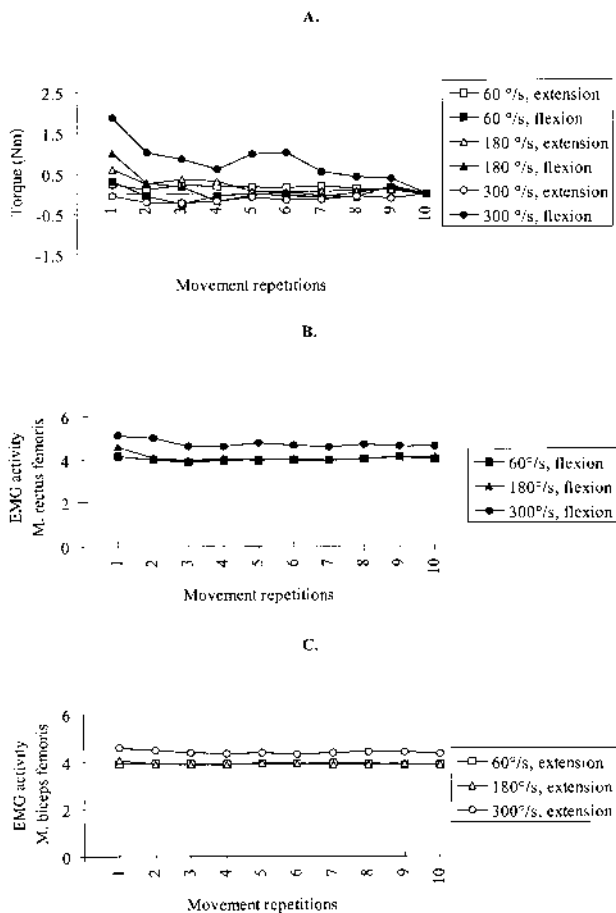 A.
Torque (Nm)
2.5
1.5
0.5
-0.5
-1.5
1 2 3 4 5 6 7 8 9 10
Movement repetitions
60 °/s, extension
60 °/s, flexion
180 °/s, extension
180 °/s, flexion
300 °/s, extension
300 °/s, flexion
B.
EMG activity
M. rectus femoris
6
4
2
0
1 2 3 4 5 6 7 8 9 10
Movement repetitions
60°/s, flexion
180°/s, flexion
300°/s, flexion
C.
EMG activity
M. biceps femoris
6
4
2
0
1 2 3 4 5 6 7 8 9 10
Movement repetitions
60°/s, extension
180°/s, extension
300°/s, extension